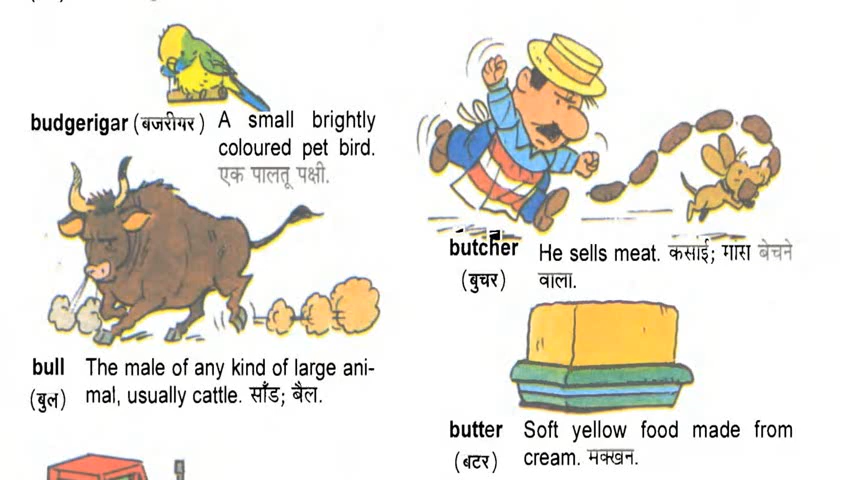 budgerigar (बजरीगर) A small brightly
coloured pet bird.
एक पालतू पक्षी.
bull The male of any kind of large ani-
(बुल) mal, usually cattle. साँड; बैल.
butcher He sells meat. कसाई; मांस बेचने
(बुचर) वाला.
butter Soft yellow food made from
(बटर) cream. मक्खन.